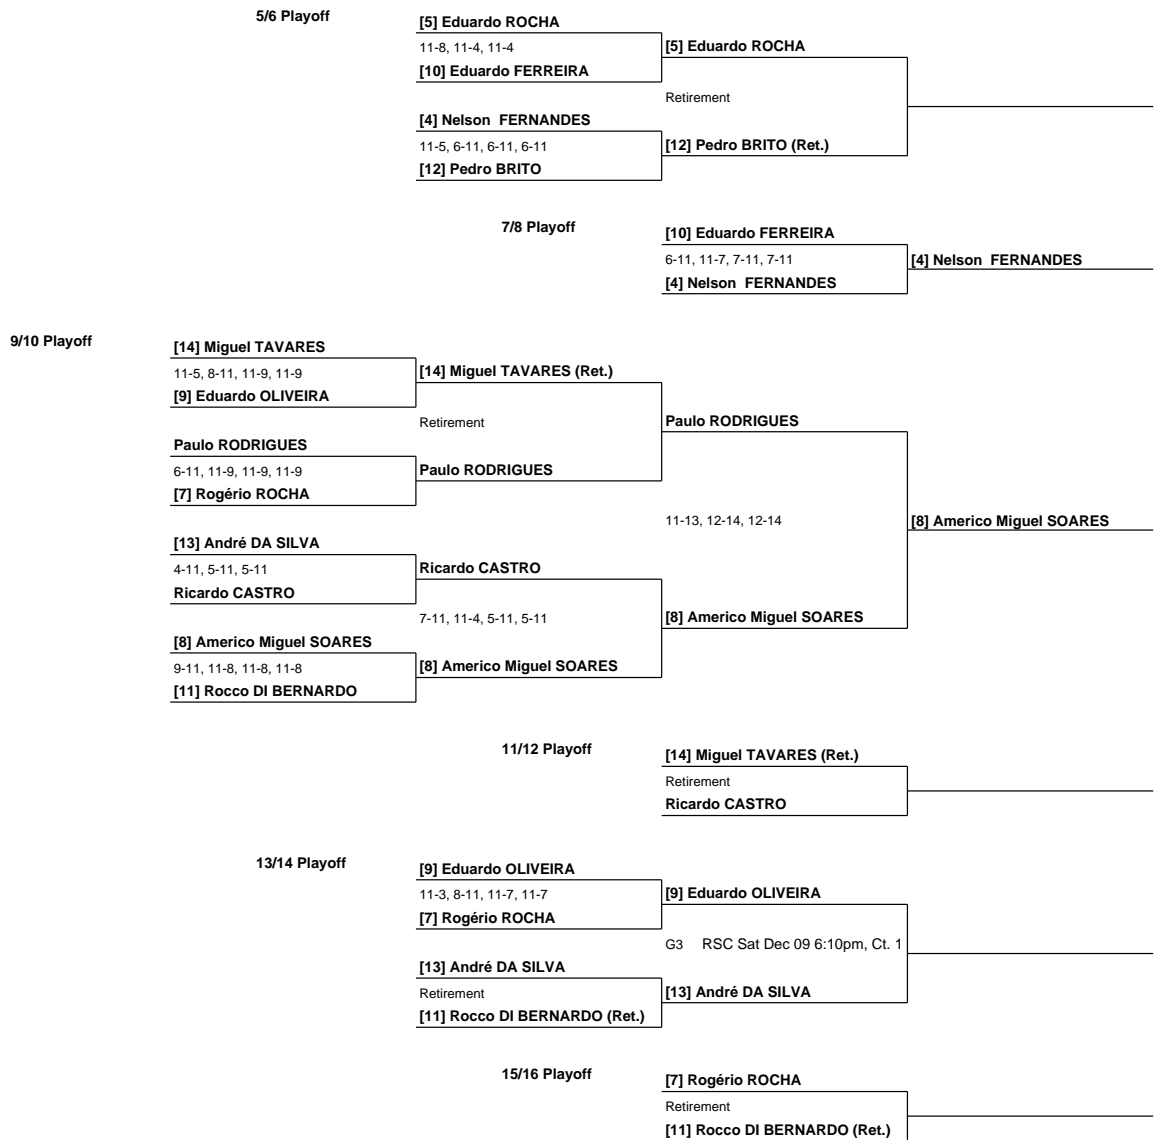 5/6 Playoff
[5] Eduardo ROCHA
11-8, 11-4, 11-4
[5] Eduardo ROCHA
[10] Eduardo FERREIRA
Retirement
[4] Nelson  FERNANDES
11-5, 6-11, 6-11, 6-11
[12] Pedro BRITO (Ret.)
[12] Pedro BRITO
7/8 Playoff
[10] Eduardo FERREIRA
6-11, 11-7, 7-11, 7-11
[4] Nelson  FERNANDES
[4] Nelson  FERNANDES
9/10 Playoff
[14] Miguel TAVARES
11-5, 8-11, 11-9, 11-9
[14] Miguel TAVARES (Ret.)
[9] Eduardo OLIVEIRA
Retirement
Paulo RODRIGUES
Paulo RODRIGUES
6-11, 11-9, 11-9, 11-9
Paulo RODRIGUES
[7] Rogério ROCHA
11-13, 12-14, 12-14
[8] Americo Miguel SOARES
[13] André DA SILVA
4-11, 5-11, 5-11
Ricardo CASTRO
Ricardo CASTRO
7-11, 11-4, 5-11, 5-11
[8] Americo Miguel SOARES
[8] Americo Miguel SOARES
9-11, 11-8, 11-8, 11-8
[8] Americo Miguel SOARES
[11] Rocco DI BERNARDO
11/12 Playoff
[14] Miguel TAVARES (Ret.)
Retirement
Ricardo CASTRO
13/14 Playoff
[9] Eduardo OLIVEIRA
11-3, 8-11, 11-7, 11-7
[9] Eduardo OLIVEIRA
[7] Rogério ROCHA
G3 RSC Sat Dec 09 6:10pm, Ct. 1
[13] André DA SILVA
Retirement
[13] André DA SILVA
[11] Rocco DI BERNARDO (Ret.)
15/16 Playoff
[7] Rogério ROCHA
Retirement
[11] Rocco DI BERNARDO (Ret.)